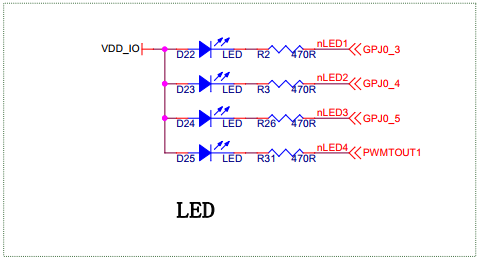 nLED1
VDD_IO GPJ0_3
D22 LED R2 470R
nLED2
GPJ0_4
D23 LED R3 470R
nLED3
GPJ0_5
D24 LED R26 470R
nLED4
PWMTOUT1
D25 LED R31 470R
LED